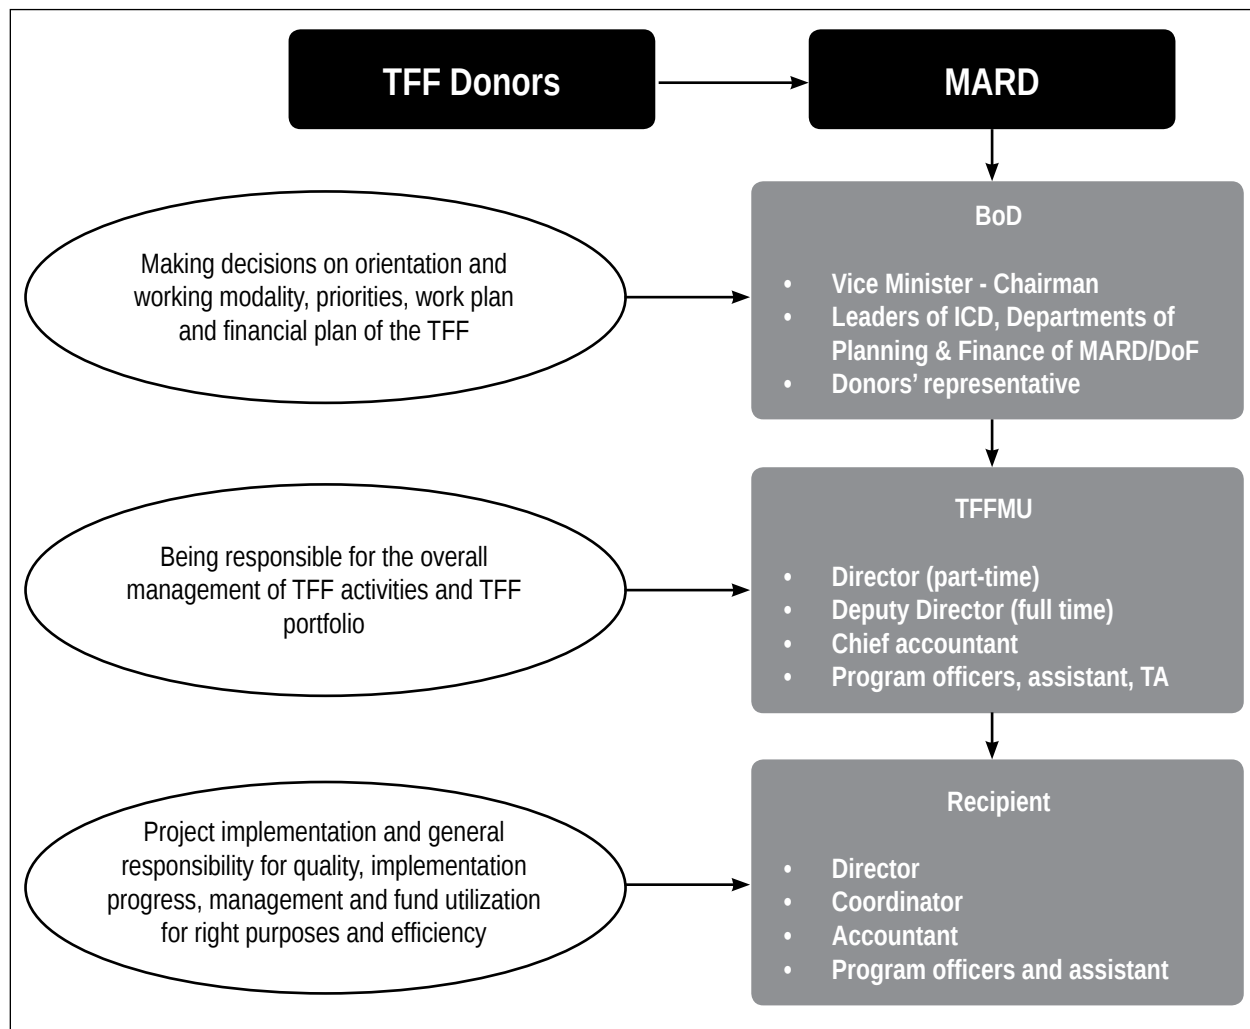 TFF Donors
MARD
Making decisions on orientation and
working modality, priorities, work plan
and financial plan of the TFF
BoD
• Vice Minister - Chairman
• Leaders of ICD, Departments of
Planning & Finance of MARD/DoF
• Donors’ representative
Being responsible for the overall
management of TFF activities and TFF
portfolio
TFFMU
• Director (part-time)
• Deputy Director (full time)
• Chief accountant
• Program officers, assistant, TA
Project implementation and general
responsibility for quality, implementation
progress, management and fund utilization
for right purposes and efficiency
Recipient
• Director
• Coordinator
• Accountant
• Program officers and assistant